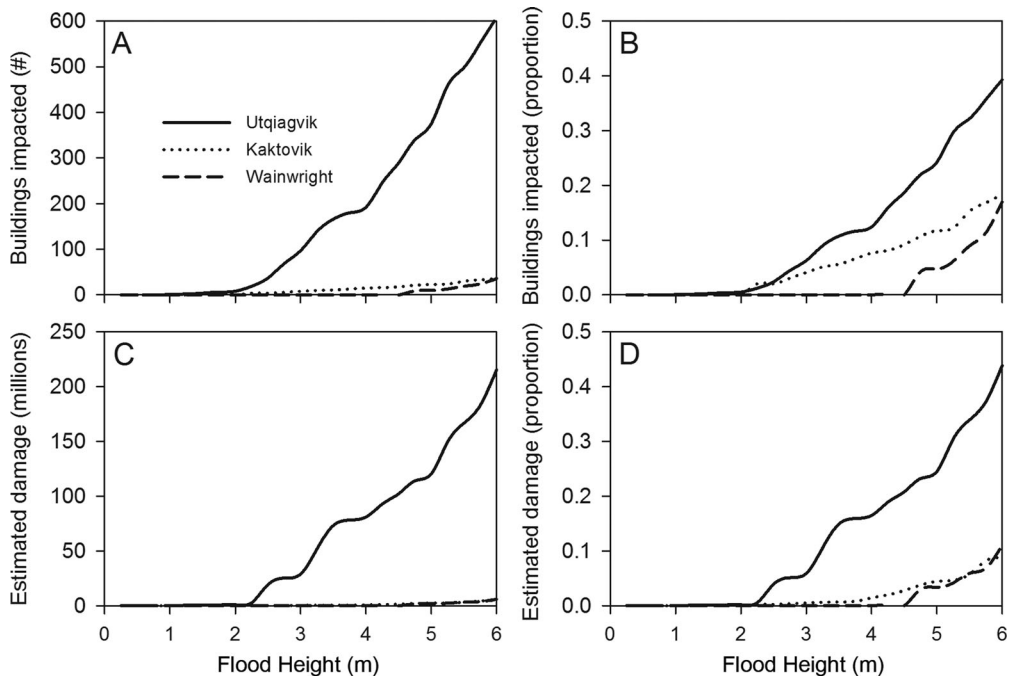 A
Buildings impacted (#)
600
500
400
300
200
100
0
Utqiagvik
Kaktovik
Wainwright
B
Buildings impacted (proportion)
0.5
0.4
0.3
0.2
0.1
0.0
C
Estimated damage (millions)
250
200
150
100
50
0
0 1 2 3 4 5 6
Flood Height (m)
D
Estimated damage (proportion)
0.5
0.4
0.3
0.2
0.1
0.0
0 1 2 3 4 5 6
Flood Height (m)